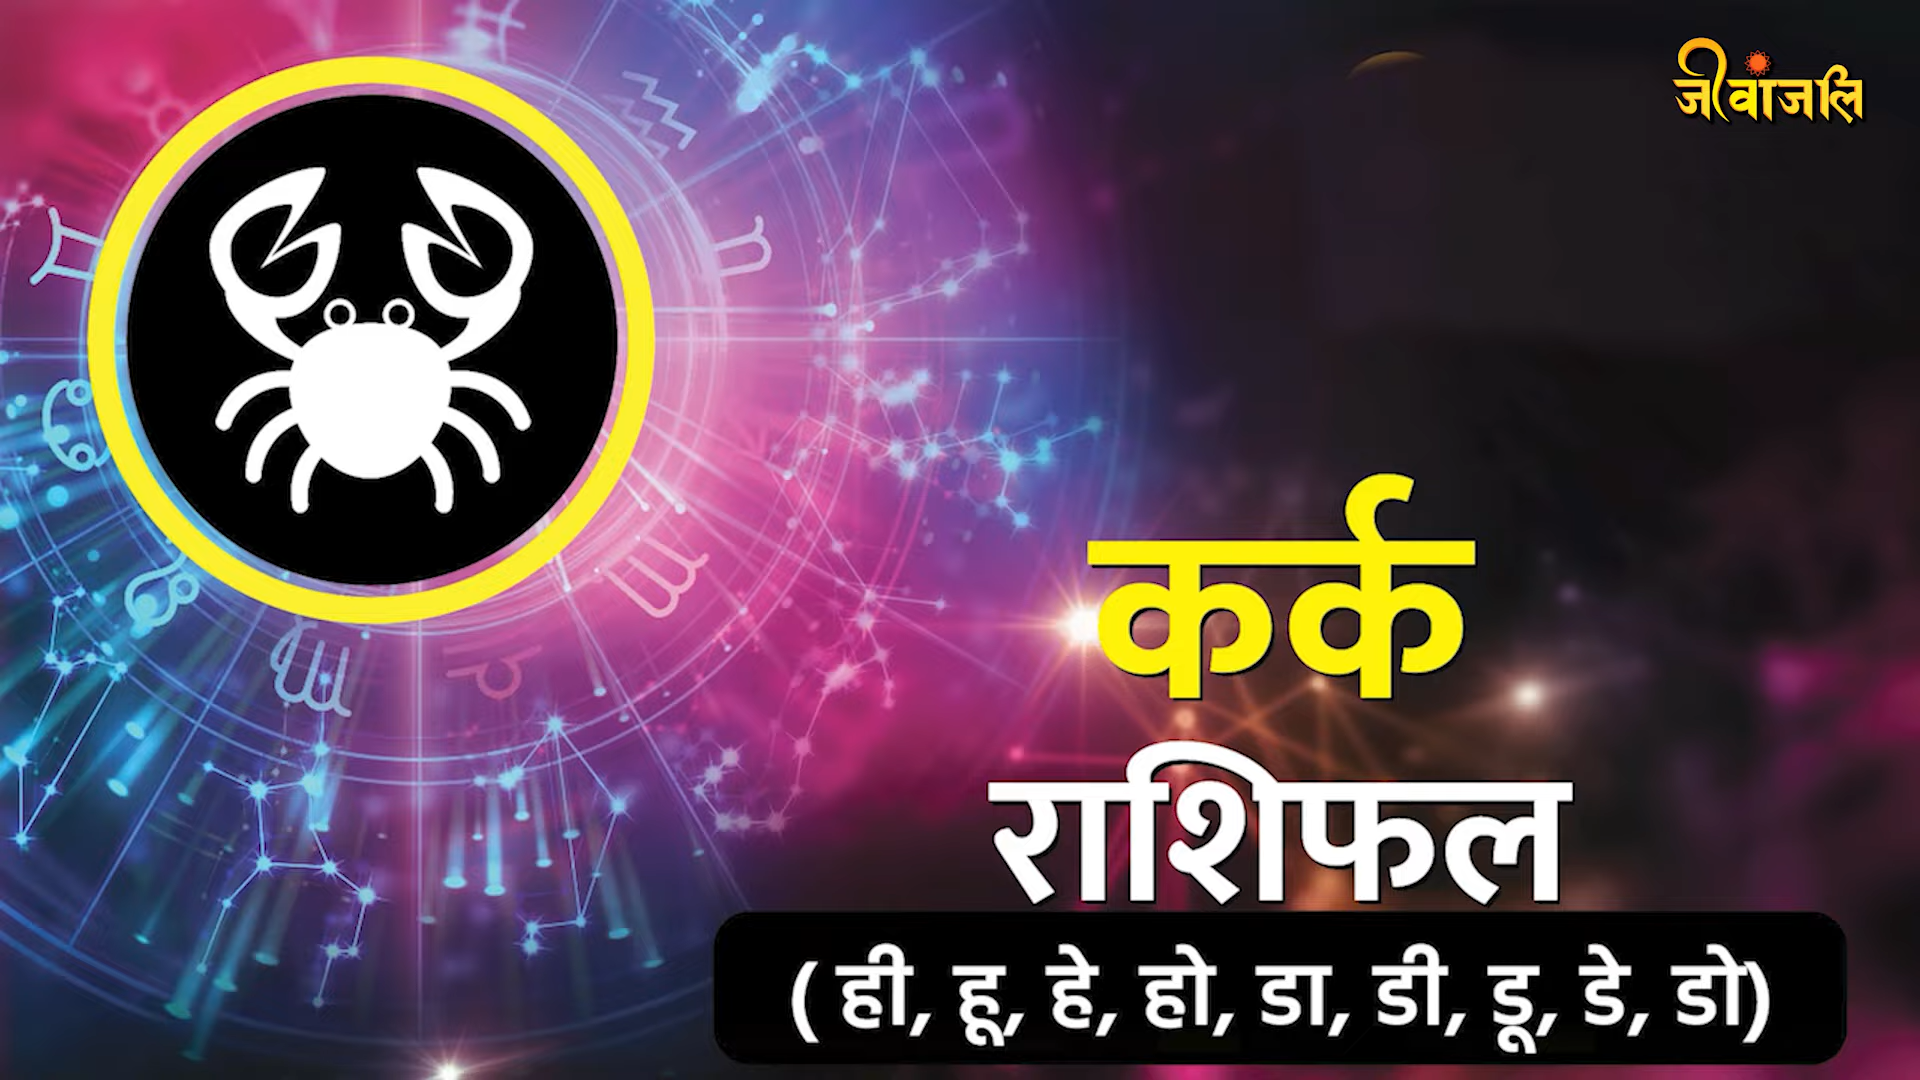 जीवांजलि
कर्क
राशिफल
( ही, हू, हे, हो, डा, डी, डू, डे, डो)